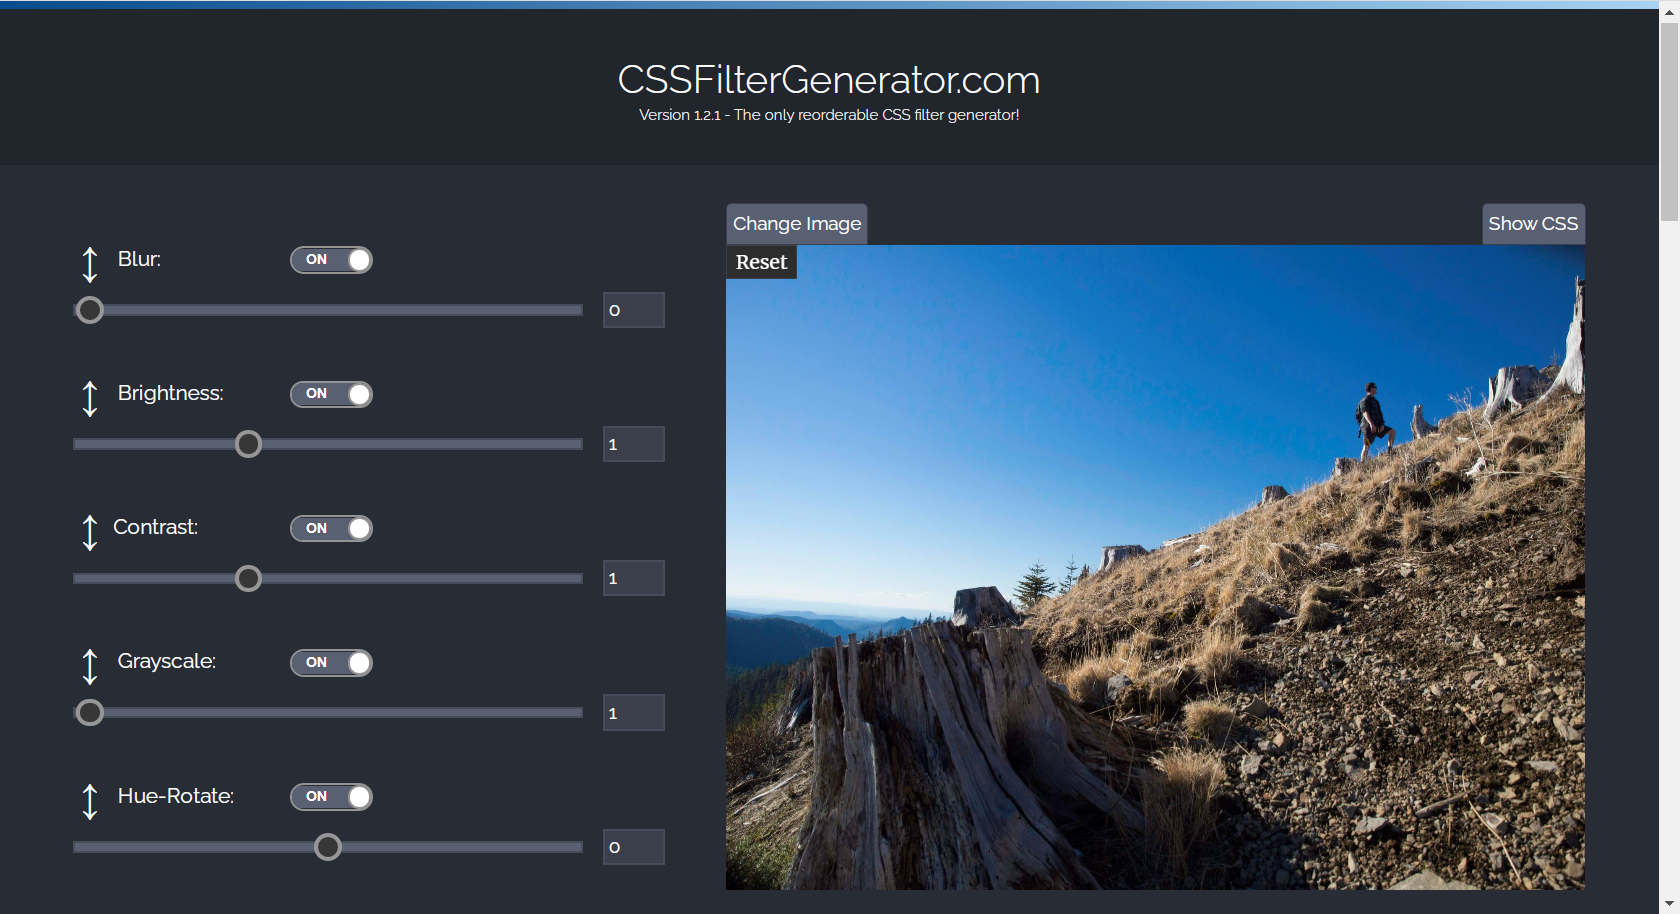 CSSFilterGenerator.com
Version 1.2.1 - The only reorderable CSS filter generator!
Change Image
Show CSS
Reset
Blur:
ON
0
Brightness:
ON
1
Contrast:
ON
1
Grayscale:
ON
1
Hue-Rotate:
ON
0